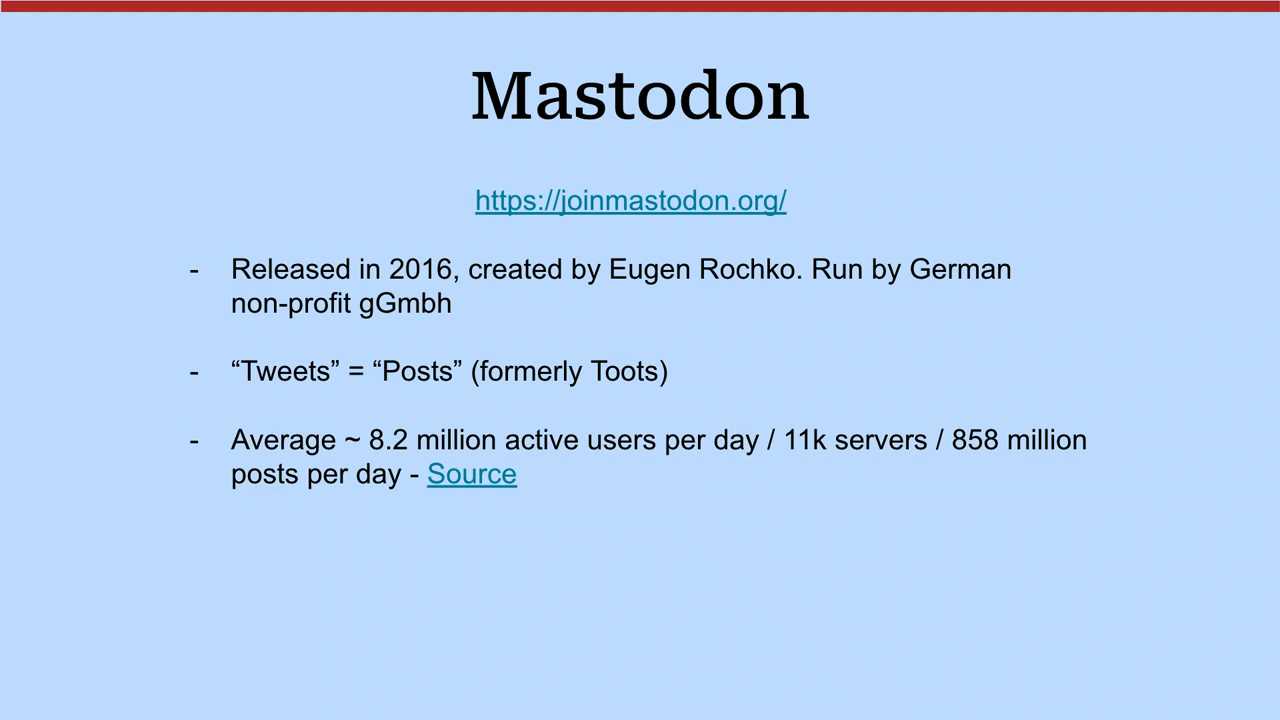 Mastodon
https://joinmastodon.org/
- Released in 2016, created by Eugen Rochko. Run by German
non-profit gGmbh
- “Tweets” = “Posts” (formerly Toots)
- Average ~ 8.2 million active users per day / 11k servers / 858 million
posts per day - Source